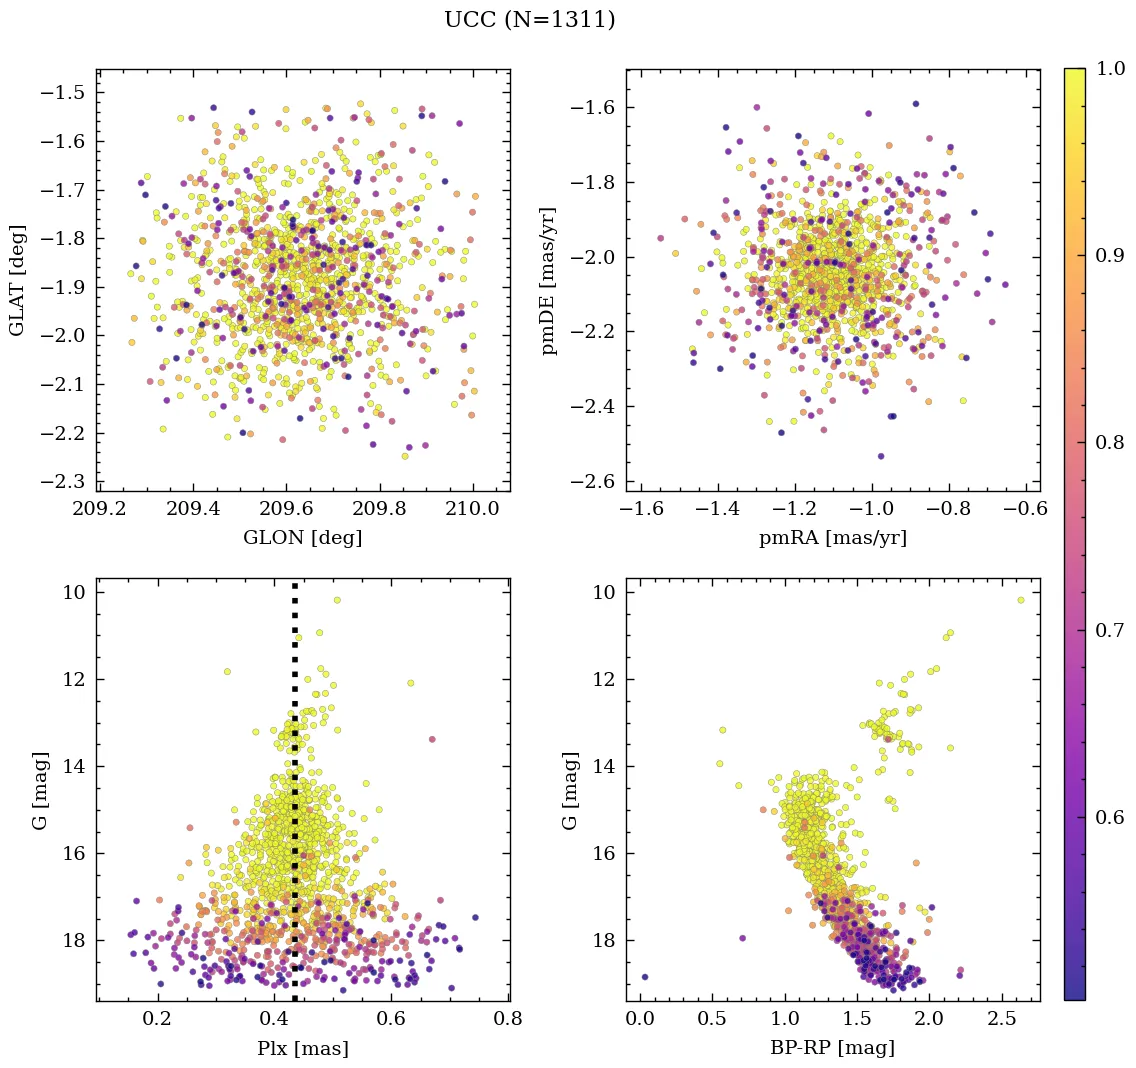 UCC (N=1311)
−1.5
−1.6
−1.7
−1.8
−1.9
−2.0
−2.1
−2.2
−2.3
GLAT [deg]
209.2 209.4 209.6 209.8 210.0
GLON [deg]
−1.6
−1.8
−2.0
−2.2
−2.4
−2.6
pmDE [mas/yr]
−1.6 −1.4 −1.2 −1.0 −0.8 −0.6
pmRA [mas/yr]
10
12
14
16
18
G [mag]
0.2 0.4 0.6 0.8
Plx [mas]
10
12
14
16
18
G [mag]
0.0 0.5 1.0 1.5 2.0 2.5
BP-RP [mag]
1.0
0.9
0.8
0.7
0.6